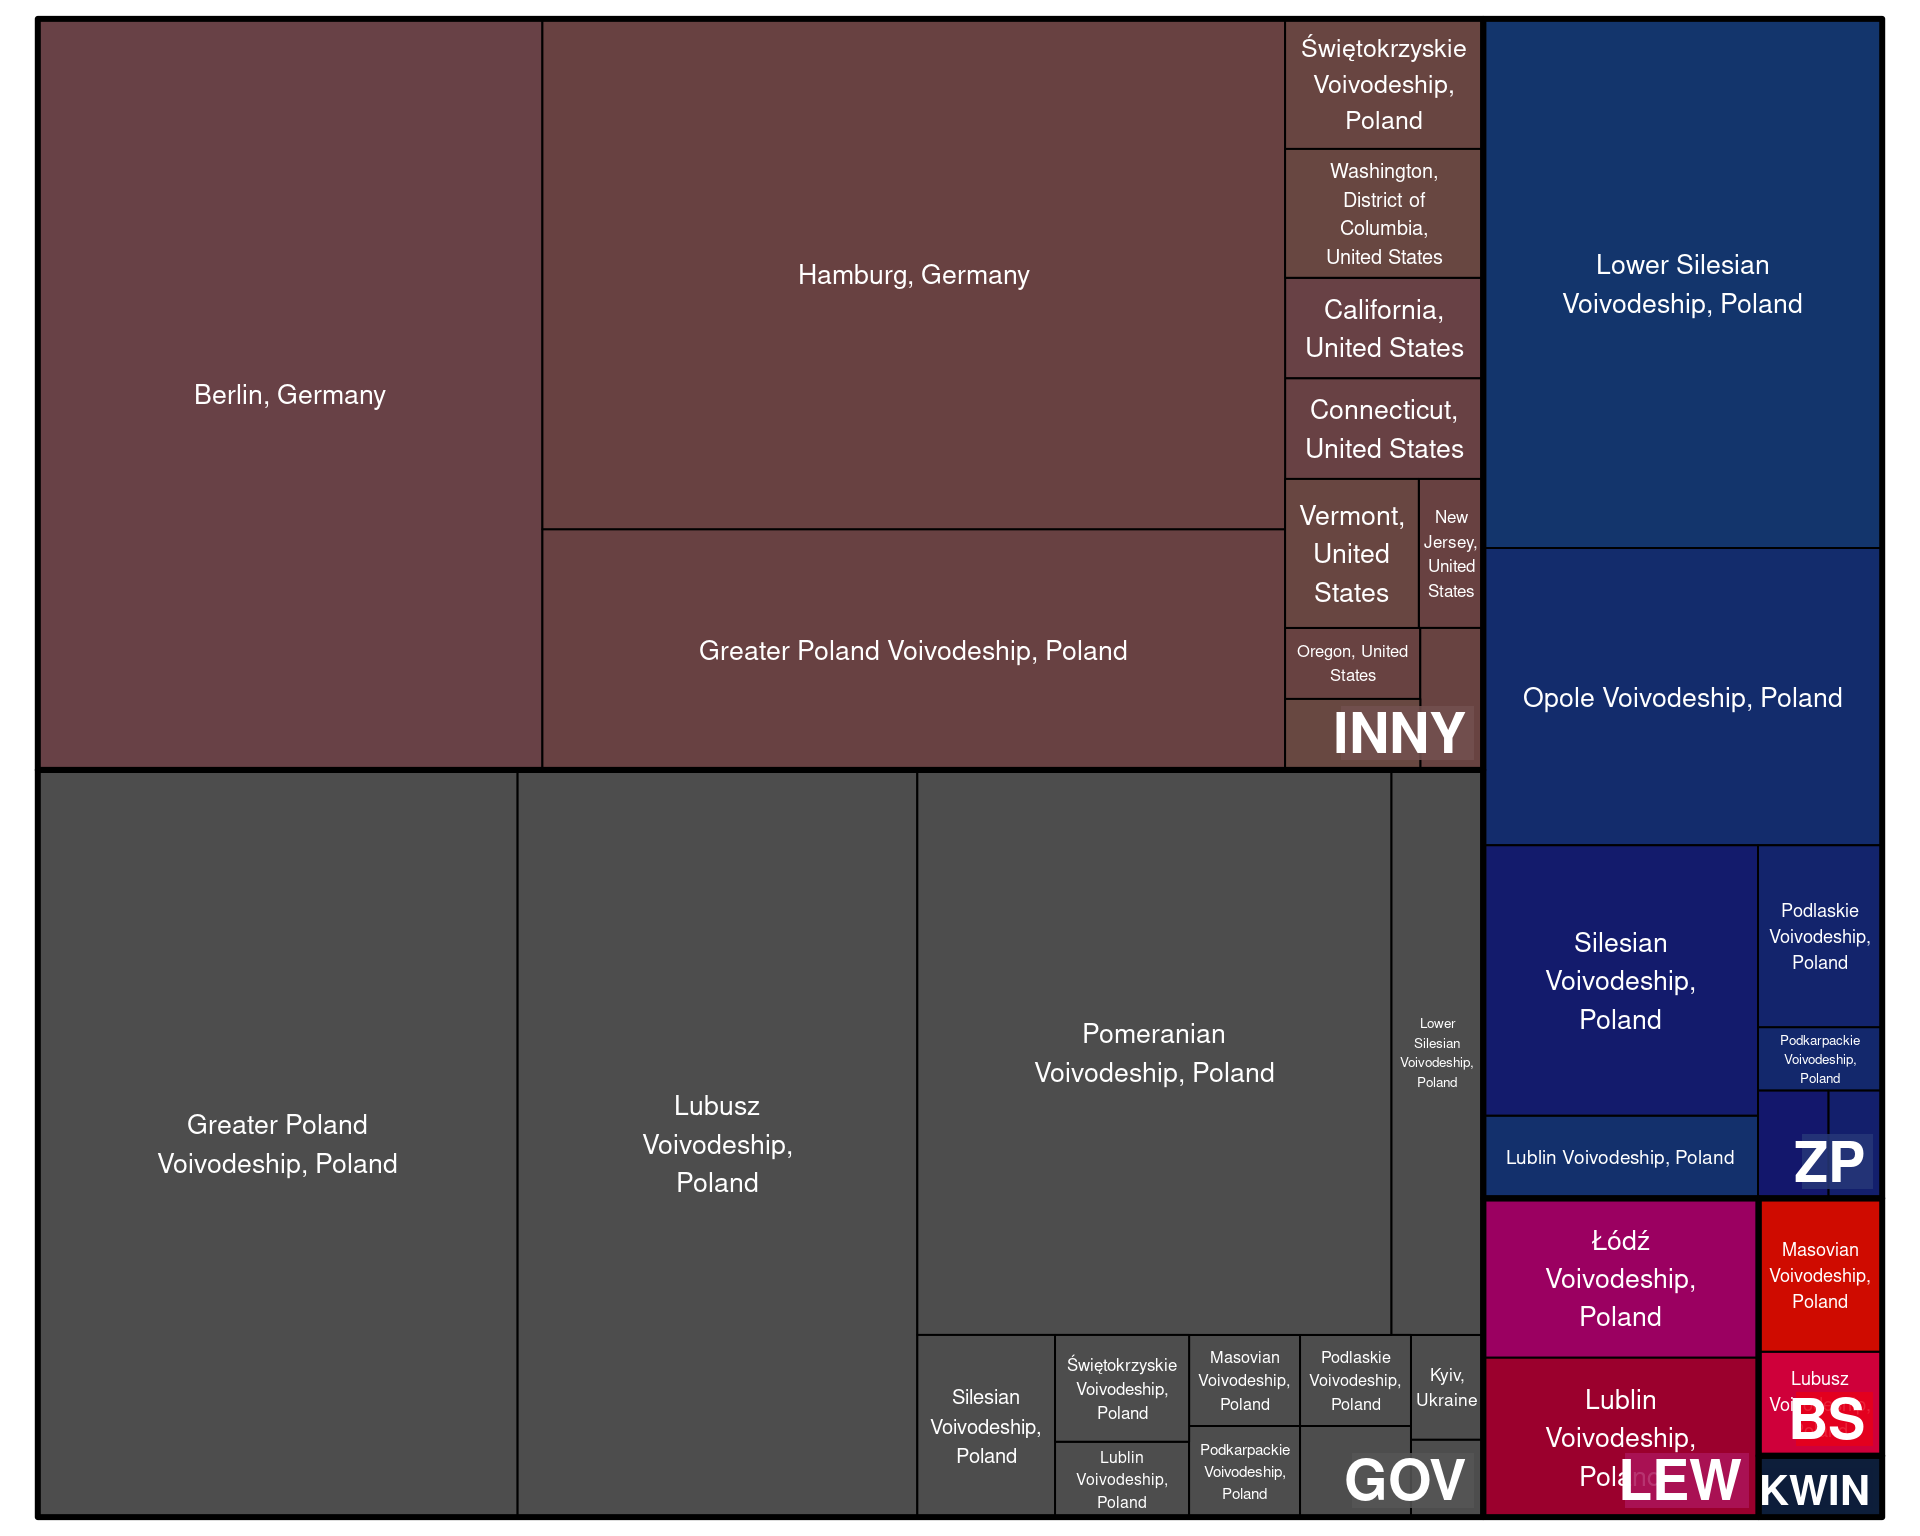 Berlin, Germany
Hamburg, Germany
Greater Poland Voivodeship, Poland
Świętokrzyskie
Voivodeship,
Poland
Washington,
District of
Columbia,
United States
California,
United States
Connecticut,
United States
Vermont,
United
States
New
Jersey,
United
States
Oregon, United
States
INNY
Greater Poland
Voivodeship, Poland
Lubusz
Voivodeship,
Poland
Pomeranian
Voivodeship, Poland
Lower
Silesian
Voivodeship,
Poland
Silesian
Voivodeship,
Poland
Świętokrzyskie
Voivodeship,
Poland
Lublin
Voivodeship,
Poland
Masovian
Voivodeship,
Poland
Podkarpackie
Voivodeship,
Poland
Podlaskie
Voivodeship,
Poland
Kyiv,
Ukraine
GOV
Lower Silesian
Voivodeship, Poland
Opole Voivodeship, Poland
Silesian
Voivodeship,
Poland
Podlaskie
Voivodeship,
Poland
Podkarpackie
Voivodeship,
Poland
Lublin Voivodeship, Poland
ZP
Łódź
Voivodeship,
Poland
Lublin
Voivodeship,
Poland
LEW
Masovian
Voivodeship,
Poland
Lubusz
BS
KWIN